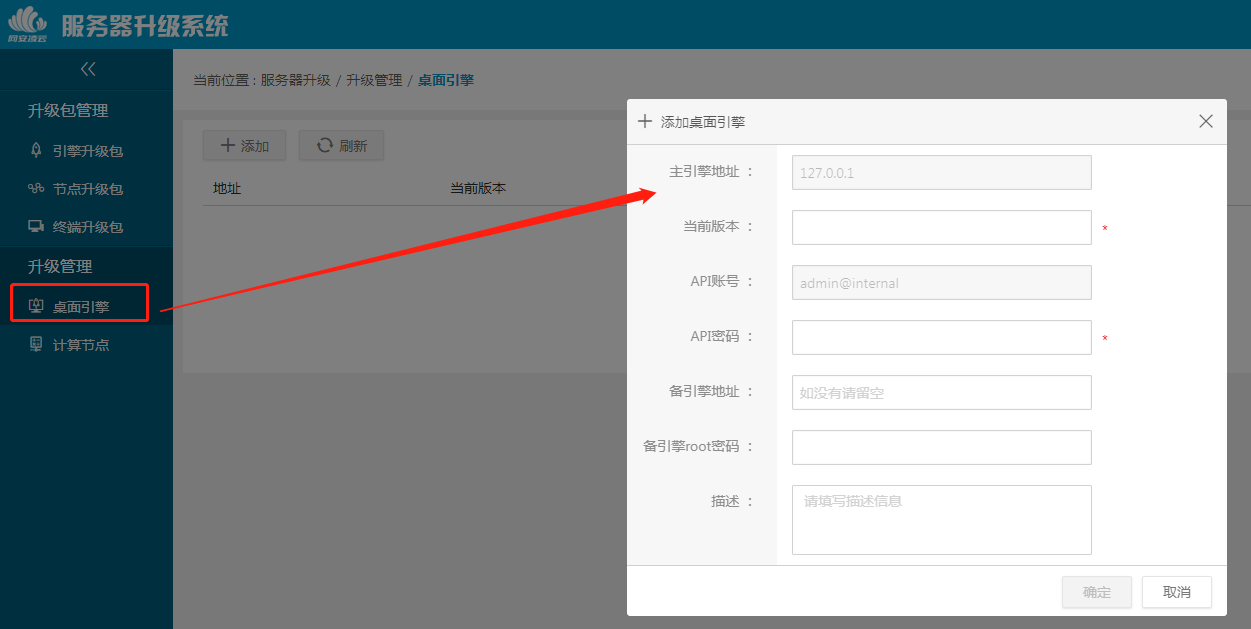 网安凌云
服务器升级系统
当前位置 : 服务器升级 / 升级管理 / 桌面引擎
升级包管理
引擎升级包
节点升级包
终端升级包
升级管理
桌面引擎
计算节点
添加
刷新
地址
当前版本
添加桌面引擎
主引擎地址 : 127.0.0.1
当前版本 : *
API账号 : admin@internal
API密码 : *
备引擎地址 : 如没有请留空
备引擎root密码 :
描述 : 请填写描述信息
确定
取消